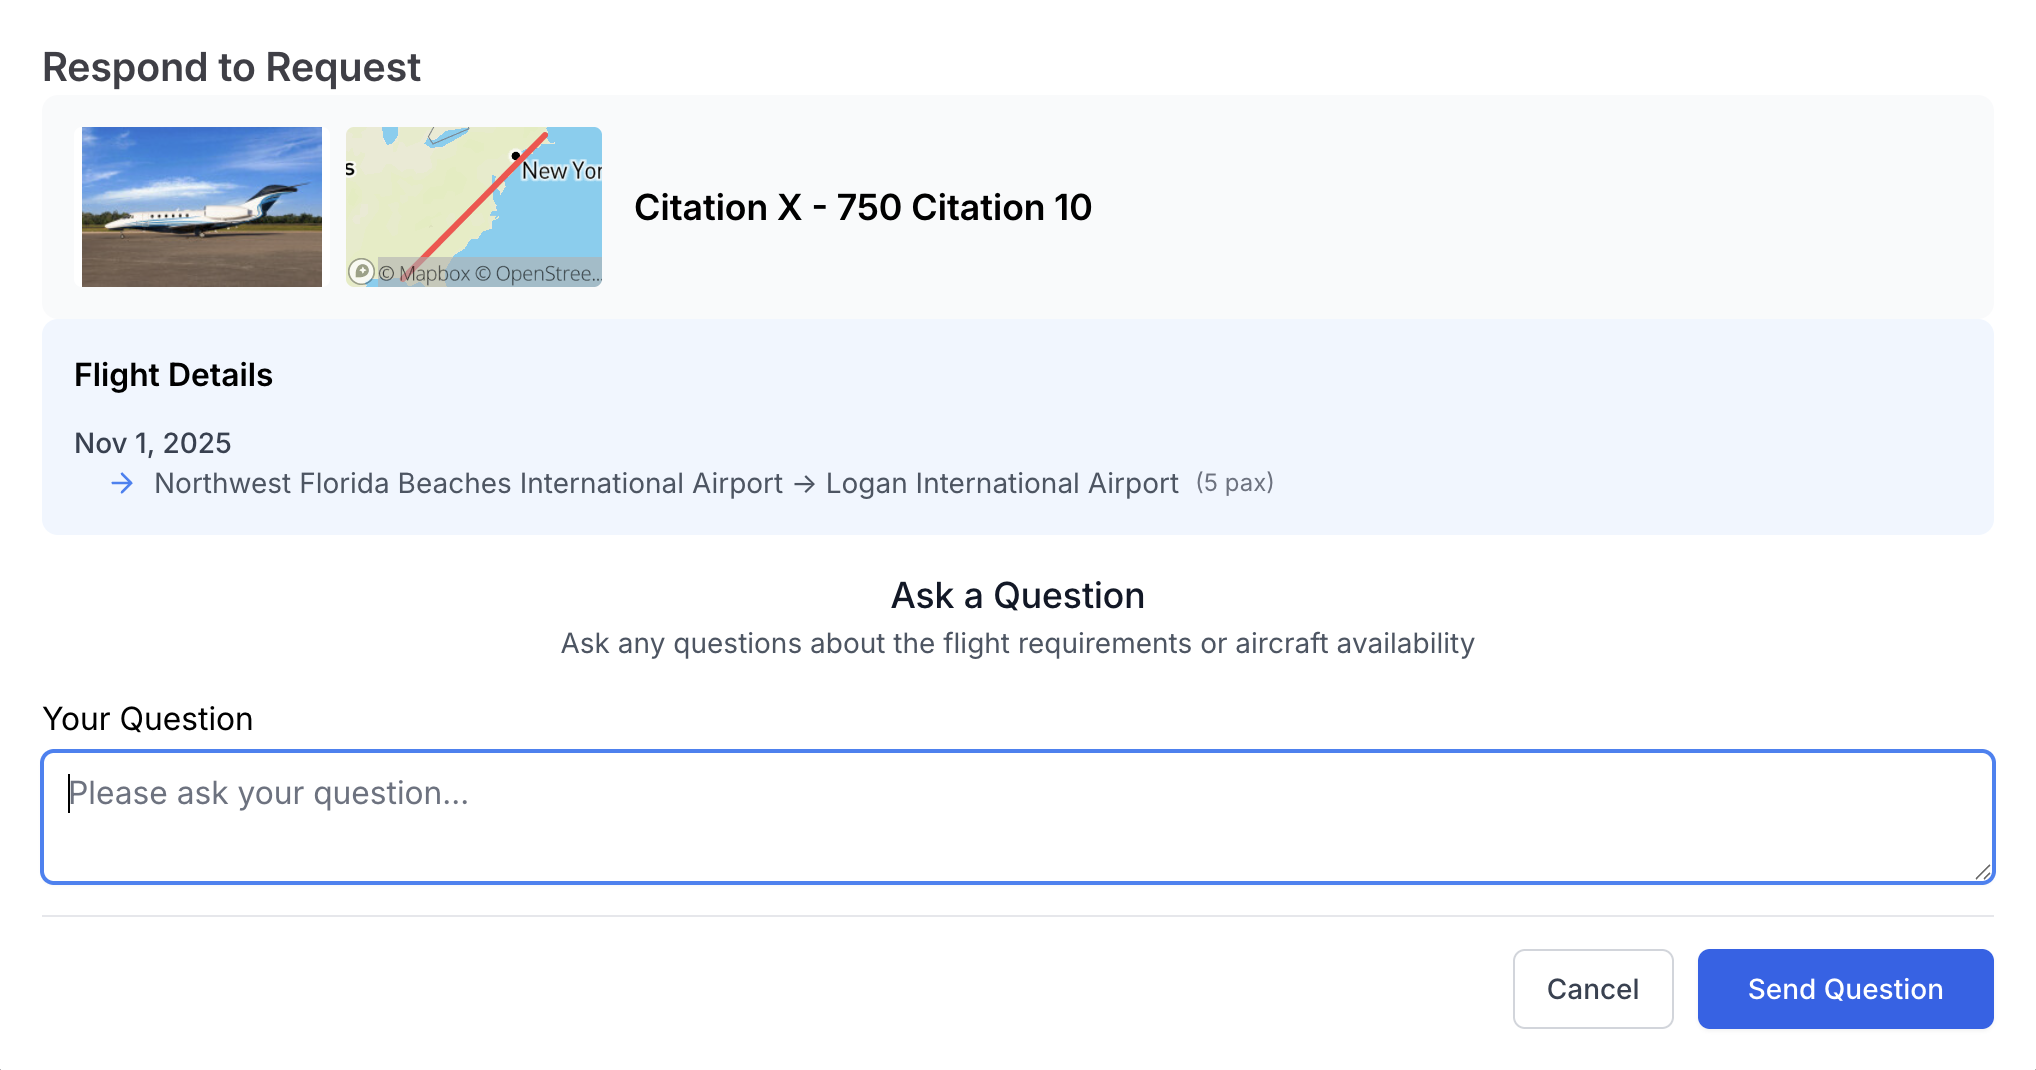 Respond to Request
s
New Yor
© Mapbox © OpenStree...
Citation X - 750 Citation 10
Flight Details
Nov 1, 2025
→ Northwest Florida Beaches International Airport → Logan International Airport (5 pax)
Ask a Question
Ask any questions about the flight requirements or aircraft availability
Your Question
Please ask your question...
Cancel
Send Question